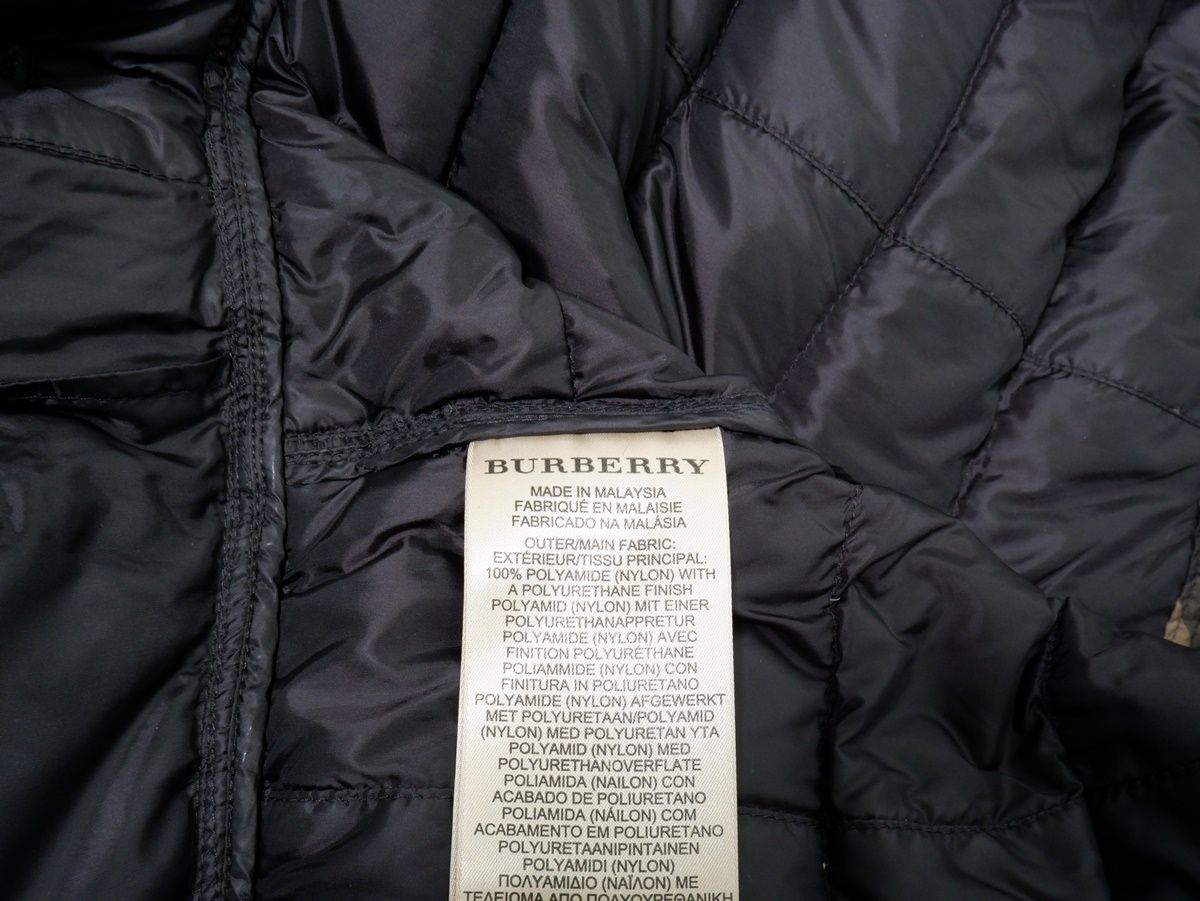 BURBERRY
MADE IN MALAYSIA
FABRIQUÉ EN MALAISIE
FABRICADO NA MALÁSIA
OUTER/MAIN FABRIC:
EXTÉRIEUR/TISSU PRINCIPAL:
100% POLYAMIDE (NYLON) WITH
A POLYURETHANE FINISH
POLYAMID (NYLON) MIT EINER
POLYURETHANAPPRETUR
POLYAMIDE (NYLON) AVEC
FINITION POLYURÉTHANE
POLIAMMIDE (NYLON) CON
FINITURA IN POLIURETANO
POLYAMIDE (NYLON) AFGEWERKT
MET POLYURETAAN/POLYAMID
(NYLON) MED POLYURETAN YTA
POLYAMID (NYLON) MED
POLYURETHANOVERFLATE
POLIAMIDA (NAILON) CON
ACABADO DE POLIURETANO
POLIAMIDA (NÁILON) COM
ACABAMENTO EM POLIURETANO
POLYURETAANIPINTAINEN
POLYAMIDI (NYLON)
ΠΟΛΥΑΜΙΔΙΟ (ΝΑΪΛΟΝ) ΜΕ
ΤΕΛΕΙΩΜΑ ΑΠΟ ΠΟΛΥΟΥΡΕΘΑΝΙΚΗ